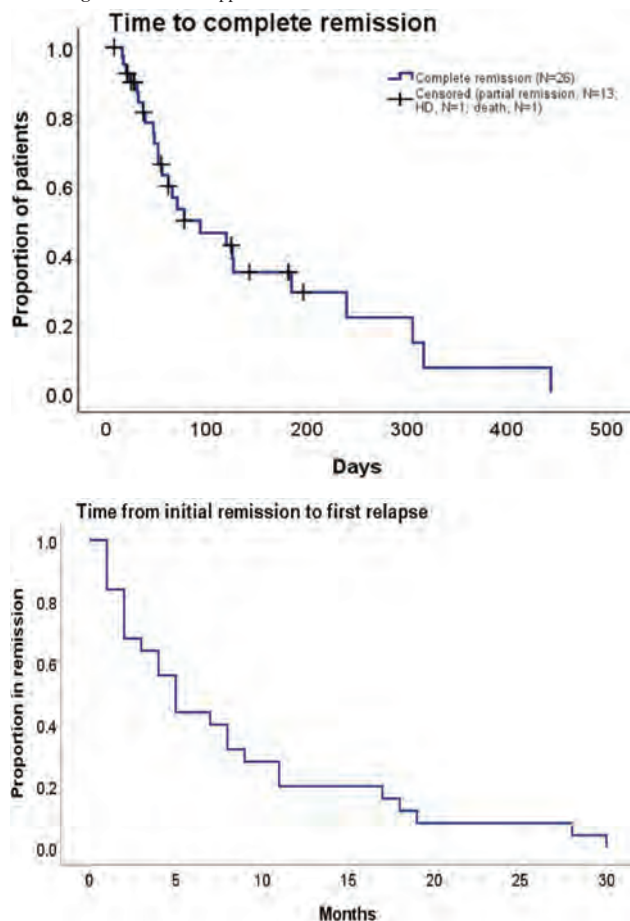 Time to complete remission
1.0
0.8
0.6
0.4
0.2
0.0
Proportion of patients
Complete remission (N=26)
Censored (partial remission, N=13;
HD, N=1; death, N=1)
0 100 200 300 400 500
Days
Time from initial remission to first relapse
1.0
0.8
0.6
0.4
0.2
0.0
Proportion in remission
0 5 10 15 20 25 30
Months